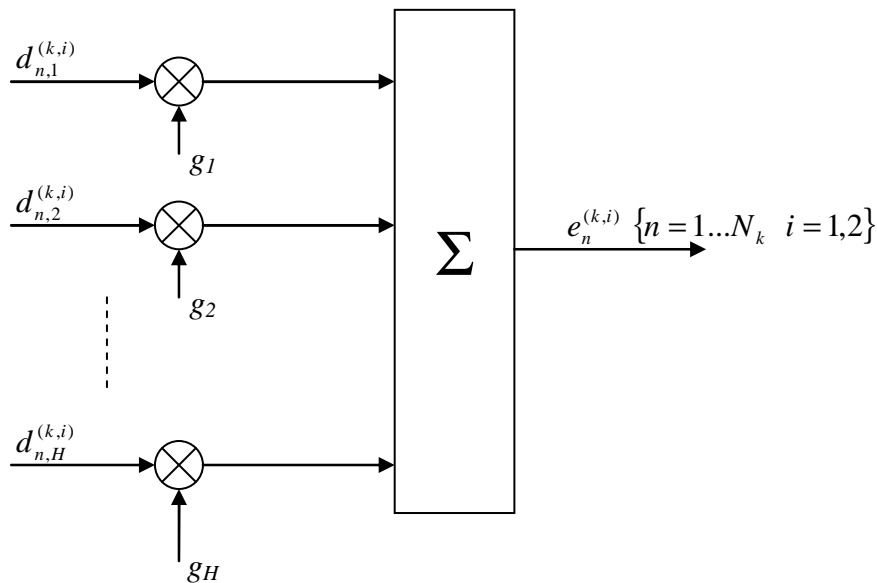 d_{n,1}^{(k,i)}
g_1
d_{n,2}^{(k,i)}
g_2
Σ
e_n^{(k,i)} {n = 1...N_k i = 1,2}
d_{n,H}^{(k,i)}
g_H